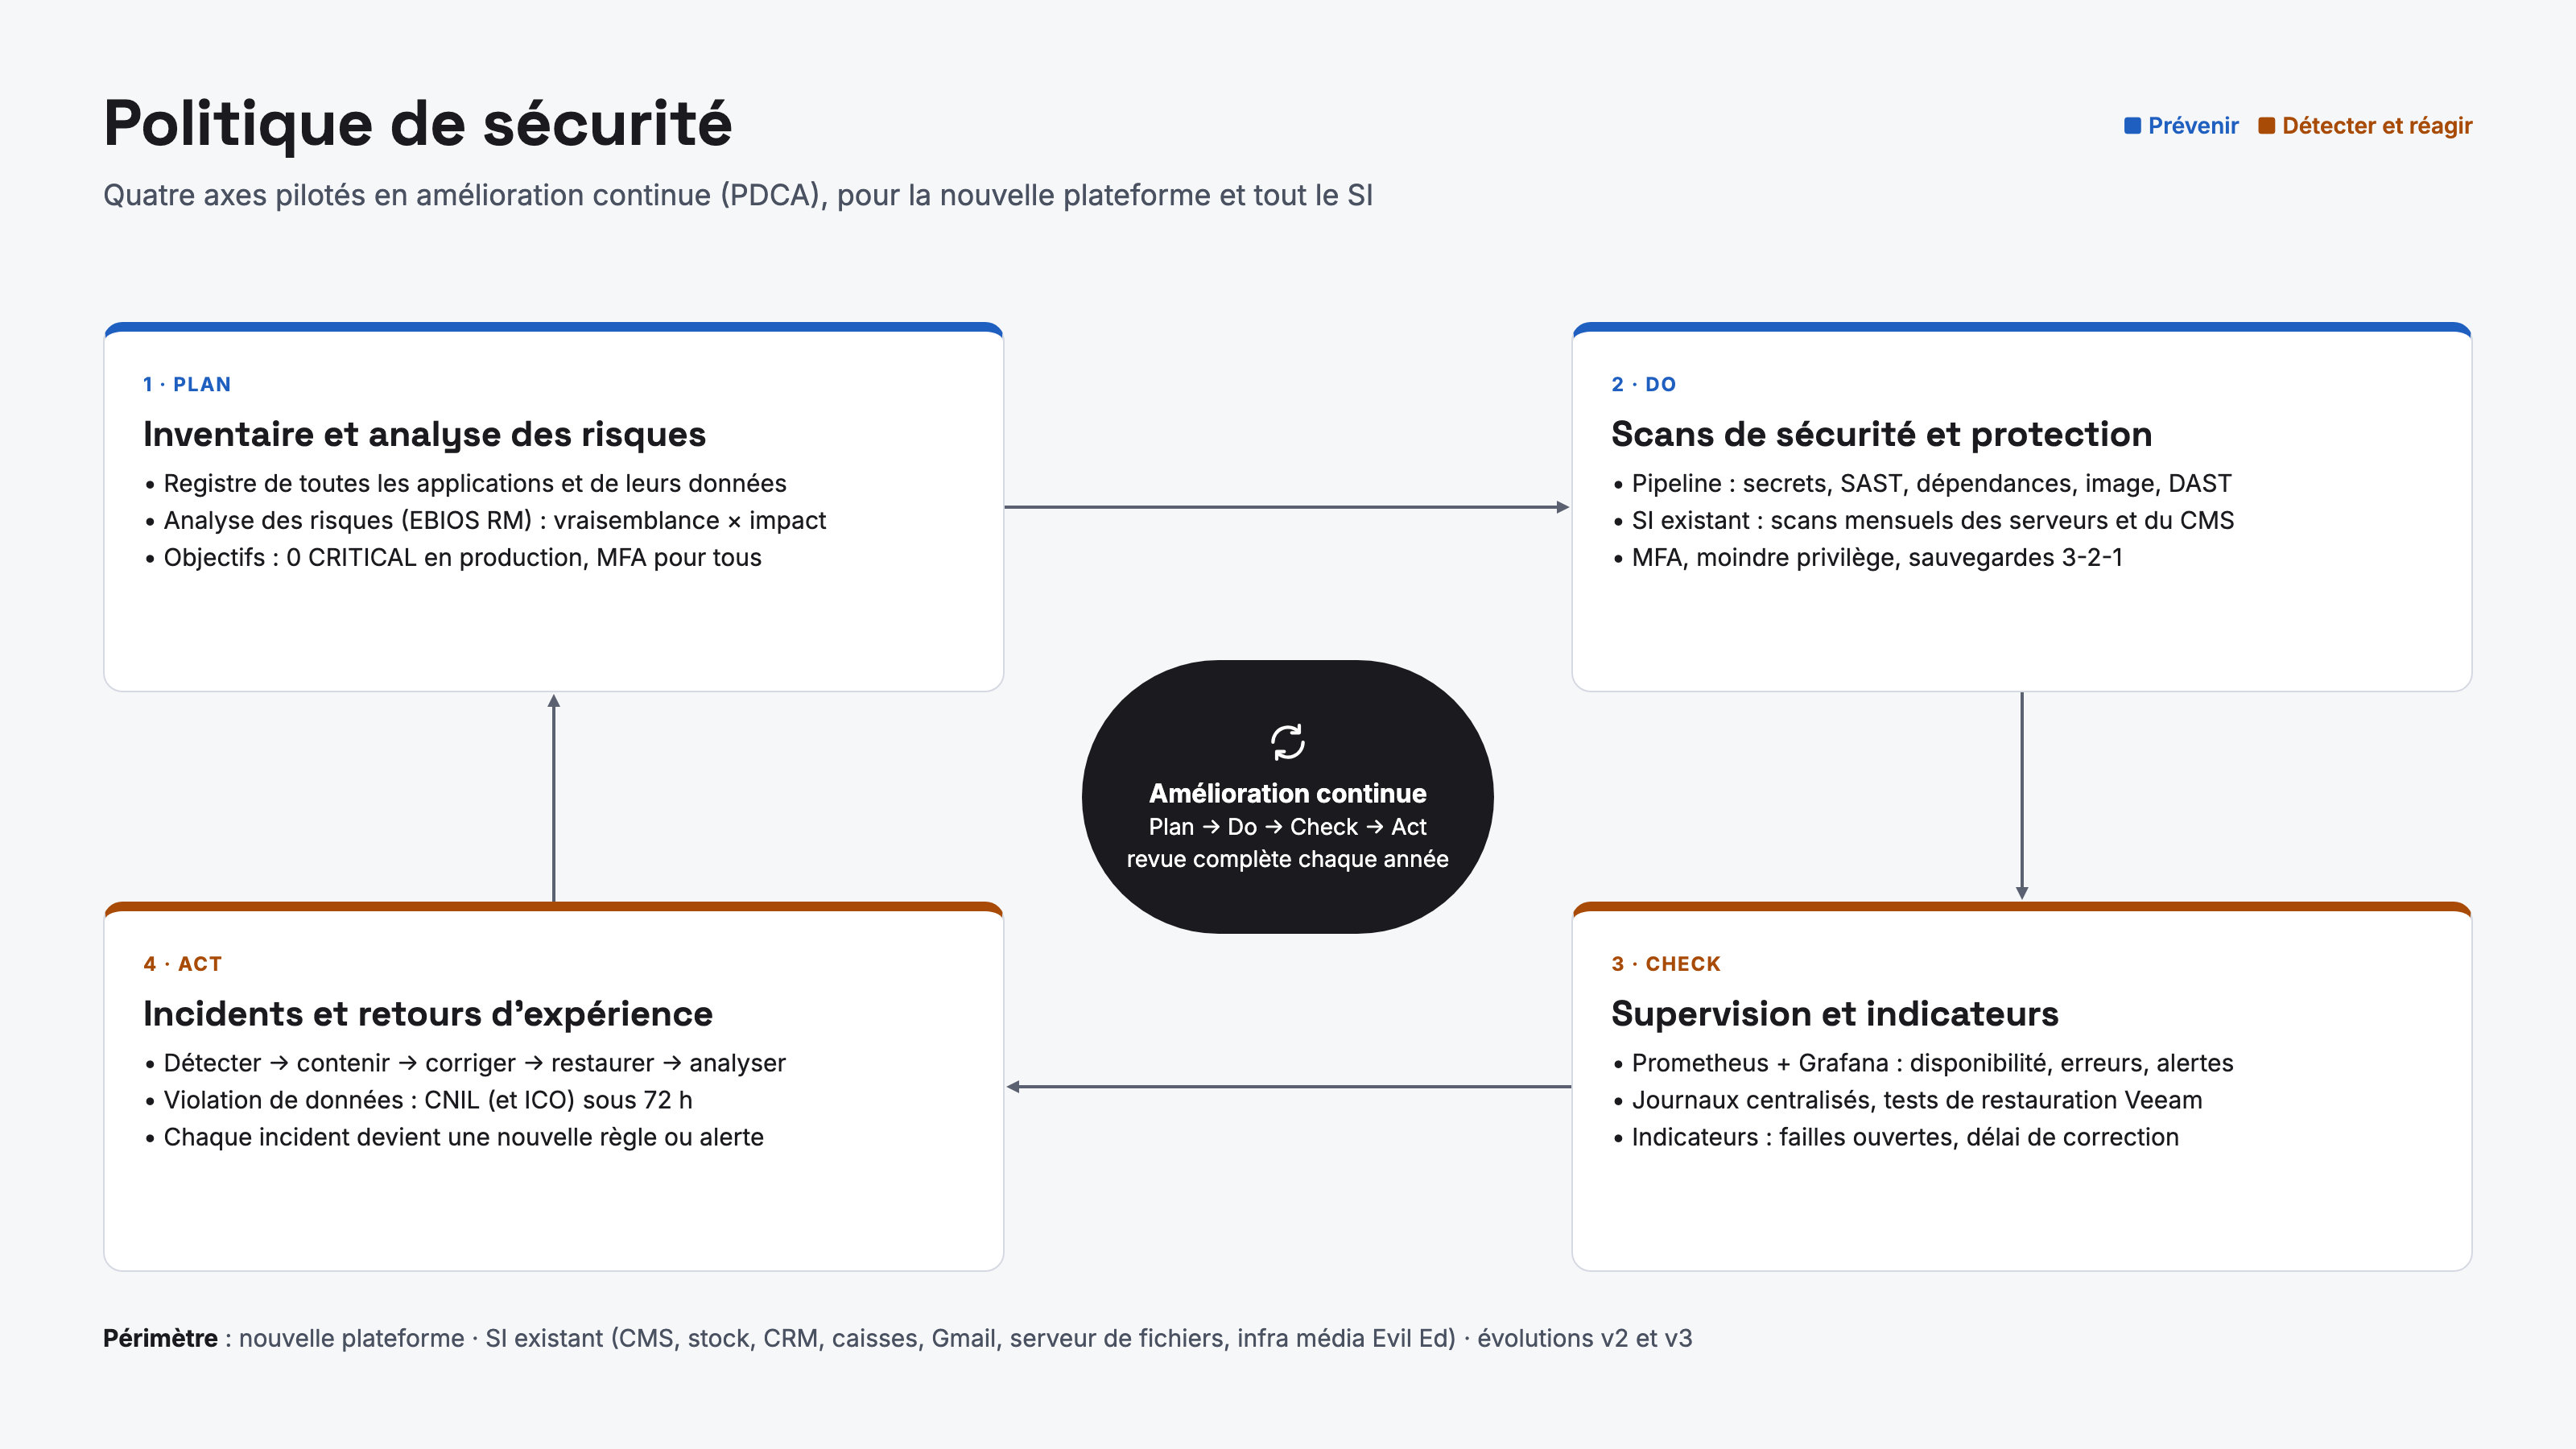 Politique de sécurité
Prévenir
Détecter et réagir
Quatre axes pilotés en amélioration continue (PDCA), pour la nouvelle plateforme et tout le SI
1 · PLAN
Inventaire et analyse des risques
• Registre de toutes les applications et de leurs données
• Analyse des risques (EBIOS RM) : vraisemblance × impact
• Objectifs : 0 CRITICAL en production, MFA pour tous
2 · DO
Scans de sécurité et protection
• Pipeline : secrets, SAST, dépendances, image, DAST
• SI existant : scans mensuels des serveurs et du CMS
• MFA, moindre privilège, sauvegardes 3-2-1
Amélioration continue
Plan → Do → Check → Act
revue complète chaque année
4 · ACT
Incidents et retours d’expérience
• Détecter → contenir → corriger → restaurer → analyser
• Violation de données : CNIL (et ICO) sous 72 h
• Chaque incident devient une nouvelle règle ou alerte
3 · CHECK
Supervision et indicateurs
• Prometheus + Grafana : disponibilité, erreurs, alertes
• Journaux centralisés, tests de restauration Veeam
• Indicateurs : failles ouvertes, délai de correction
Périmètre : nouvelle plateforme · SI existant (CMS, stock, CRM, caisses, Gmail, serveur de fichiers, infra média Evil Ed) · évolutions v2 et v3